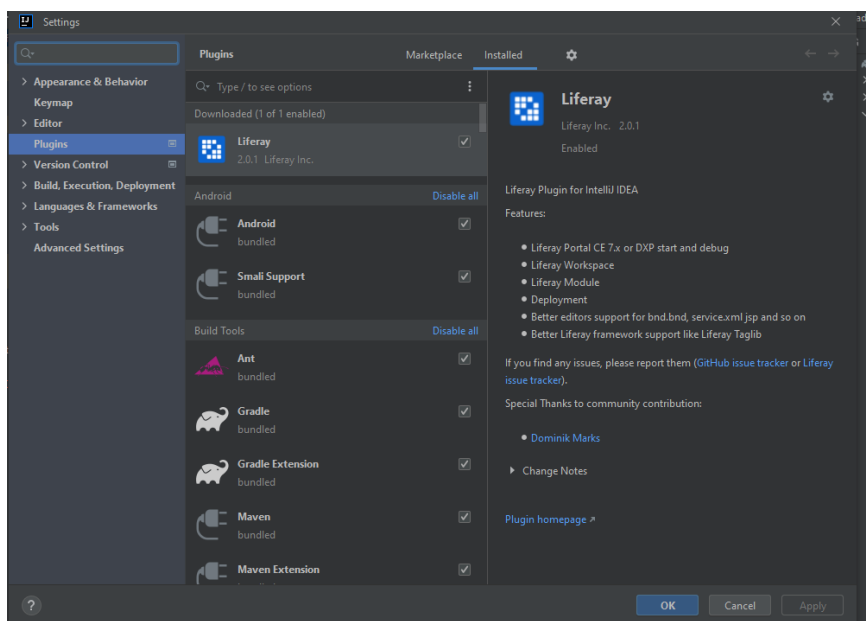 Settings
Plugins
Marketplace
Installed
Appearance & Behavior
Keymap
Editor
Plugins
Version Control
Build, Execution, Deployment
Languages & Frameworks
Tools
Advanced Settings
Type / to see options
Downloaded (1 of 1 enabled)
Liferay
2.0.1 Liferay Inc.
Android
Disable all
Android
bundled
Smali Support
bundled
Build Tools
Disable all
Ant
bundled
Gradle
bundled
Gradle Extension
bundled
Maven
bundled
Maven Extension
Liferay
Liferay Inc. 2.0.1
Enabled
Liferay Plugin for IntelliJ IDEA
Features:
Liferay Portal CE 7.x or DXP start and debug
Liferay Workspace
Liferay Module
Deployment
Better editors support for bnd.bnd, service.xml jsp and so on
Better Liferay framework support like Liferay Taglib
If you find any issues, please report them (GitHub issue tracker or Liferay
issue tracker).
Special Thanks to community contribution:
Dominik Marks
Change Notes
Plugin homepage
?
OK
Cancel
Apply